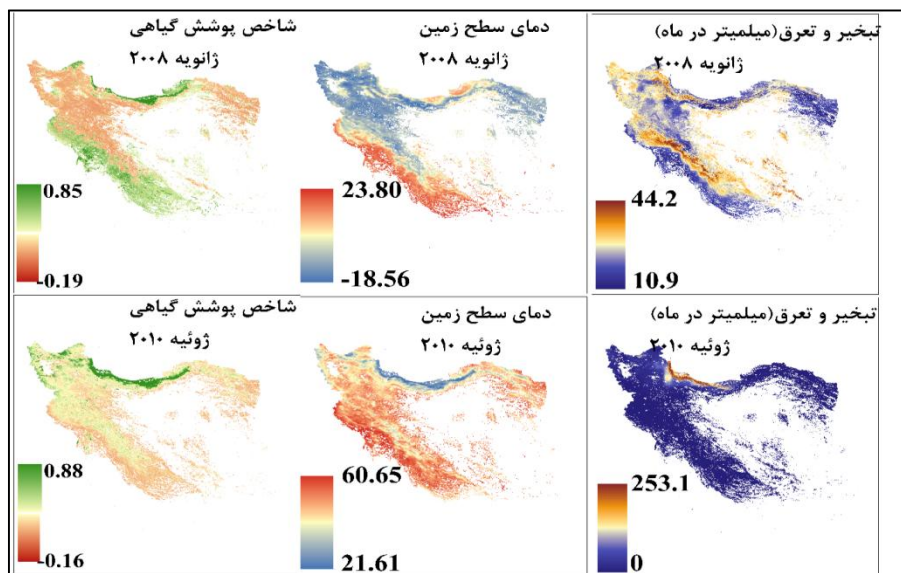 شاخص پوشش گیاهی
ژانویه ۲۰۰۸
0.85
-0.19
دمای سطح زمین
ژانویه ۲۰۰۸
23.80
-18.56
تبخیر و تعرق(میلمیتر در ماه)
ژانویه ۲۰۰۸
44.2
10.9
شاخص پوشش گیاهی
ژوئیه ۲۰۱۰
0.88
-0.16
دمای سطح زمین
ژوئیه ۲۰۱۰
60.65
21.61
تبخیر و تعرق(میلمیتر در ماه)
ژوئیه ۲۰۱۰
253.1
0